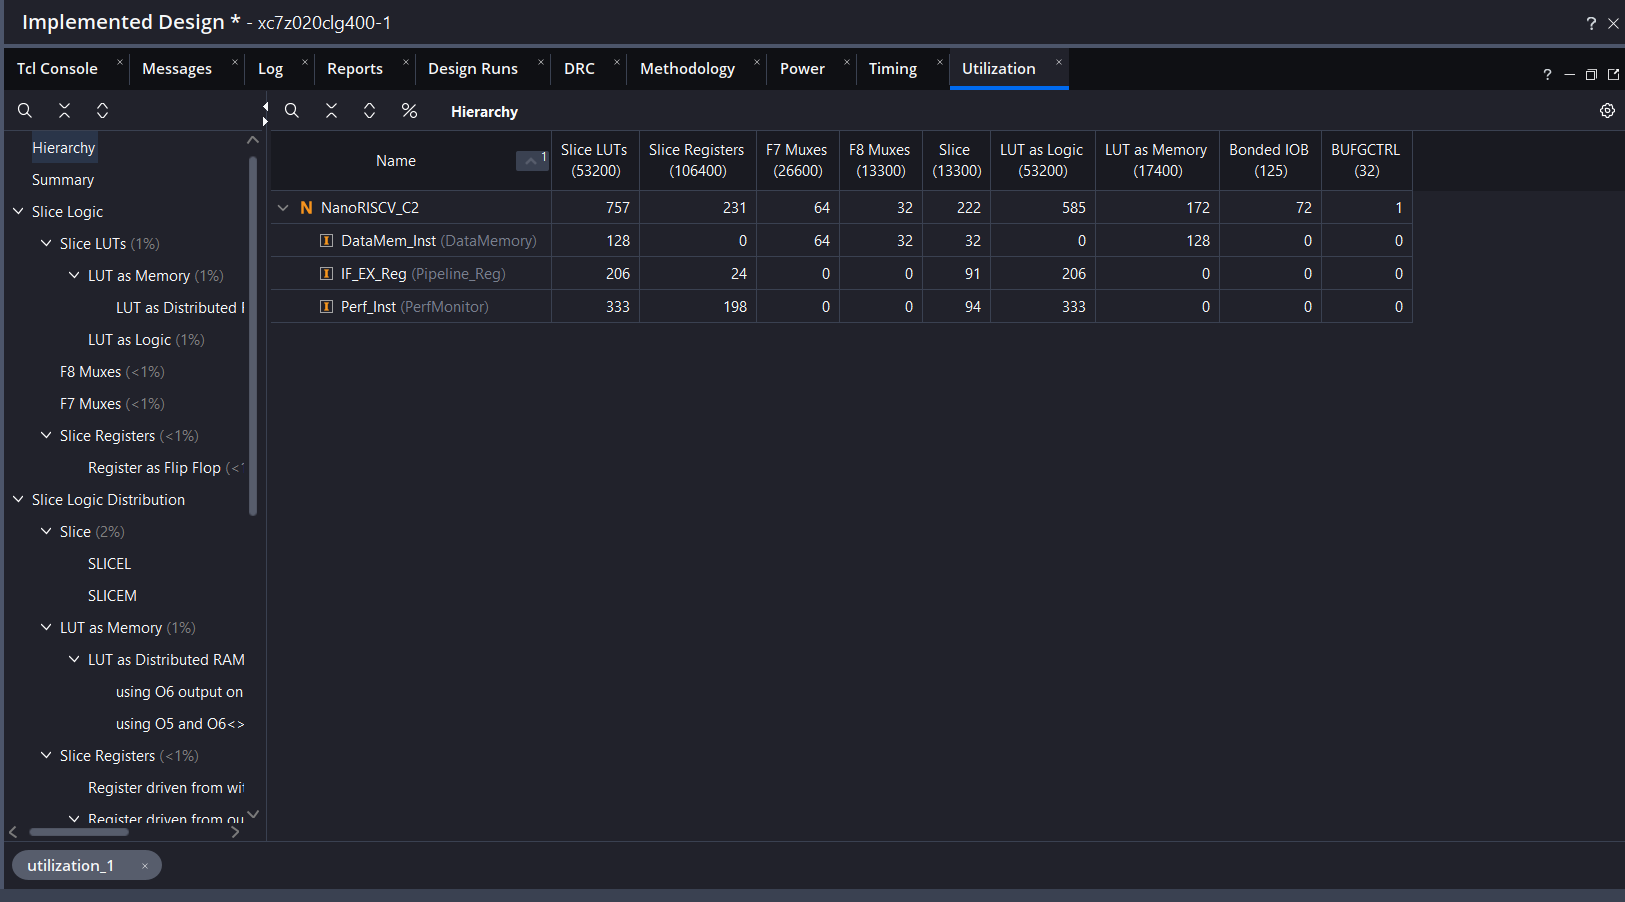 Implemented Design * - xc7z020clg400-1
? ×
Tcl Console × Messages × Log × Reports × Design Runs × DRC × Methodology × Power × Timing × Utilization ×
Hierarchy
Summary
Slice Logic
Slice LUTs (1%)
LUT as Memory (1%)
LUT as Distributed
LUT as Logic (1%)
F8 Muxes (<1%)
F7 Muxes (<1%)
Slice Registers (<1%)
Register as Flip Flop (<
Slice Logic Distribution
Slice (2%)
SLICEL
SLICEM
LUT as Memory (1%)
LUT as Distributed RAM
using O6 output on
using O5 and O6<>
Slice Registers (<1%)
Register driven from wit
Register driven from ou
% Hierarchy
Name 1 Slice LUTs (53200) Slice Registers (106400) F7 Muxes (26600) F8 Muxes (13300) Slice (13300) LUT as Logic (53200) LUT as Memory (17400) Bonded IOB (125) BUFGCTRL (32)
N NanoRISCV_C2 757 231 64 32 222 585 172 72 1
I DataMem_Inst (DataMemory) 128 0 64 32 32 0 128 0 0
I IF_EX_Reg (Pipeline_Reg) 206 24 0 0 91 206 0 0 0
I Perf_Inst (PerfMonitor) 333 198 0 0 94 333 0 0 0
utilization_1 ×